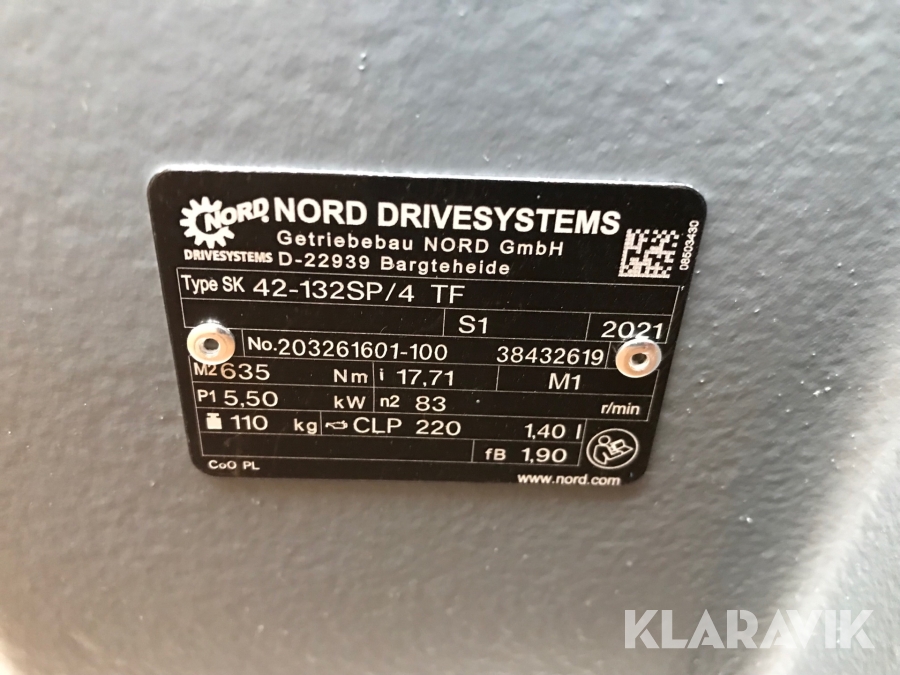 NORD
DRIVESYSTEMS
NORD DRIVESYSTEMS
Getriebebau NORD GmbH
D-22939 Bargteheide
08503430
Type SK 42-132SP/4 TF
S1 2021
No.203261601-100 38432619
M2 635 Nm i 17,71 M1
P1 5,50 kW n2 83 r/min
110 kg CLP 220 1,40 l
fB 1,90
CoO PL
www.nord.com
KLARAVIK